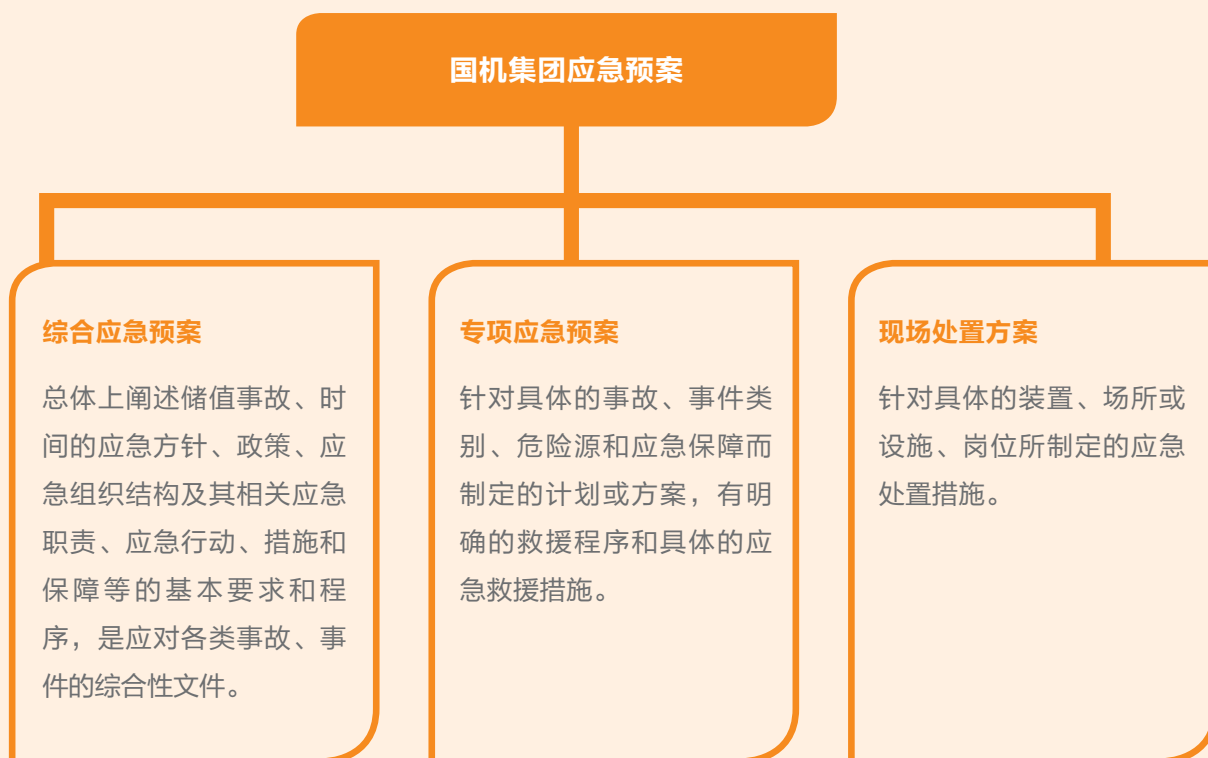 国机集团应急预案
综合应急预案
总体上阐述储值事故、时
间的应急方针、政策、应
急组织结构及其相关应急
职责、应急行动、措施和
保障等的基本要求和程
序，是应对各类事故、事
件的综合性文件。
专项应急预案
针对具体的事故、事件类
别、危险源和应急保障而
制定的计划或方案，有明
确的救援程序和具体的应
急救援措施。
现场处置方案
针对具体的装置、场所或
设施、岗位所制定的应急
处置措施。